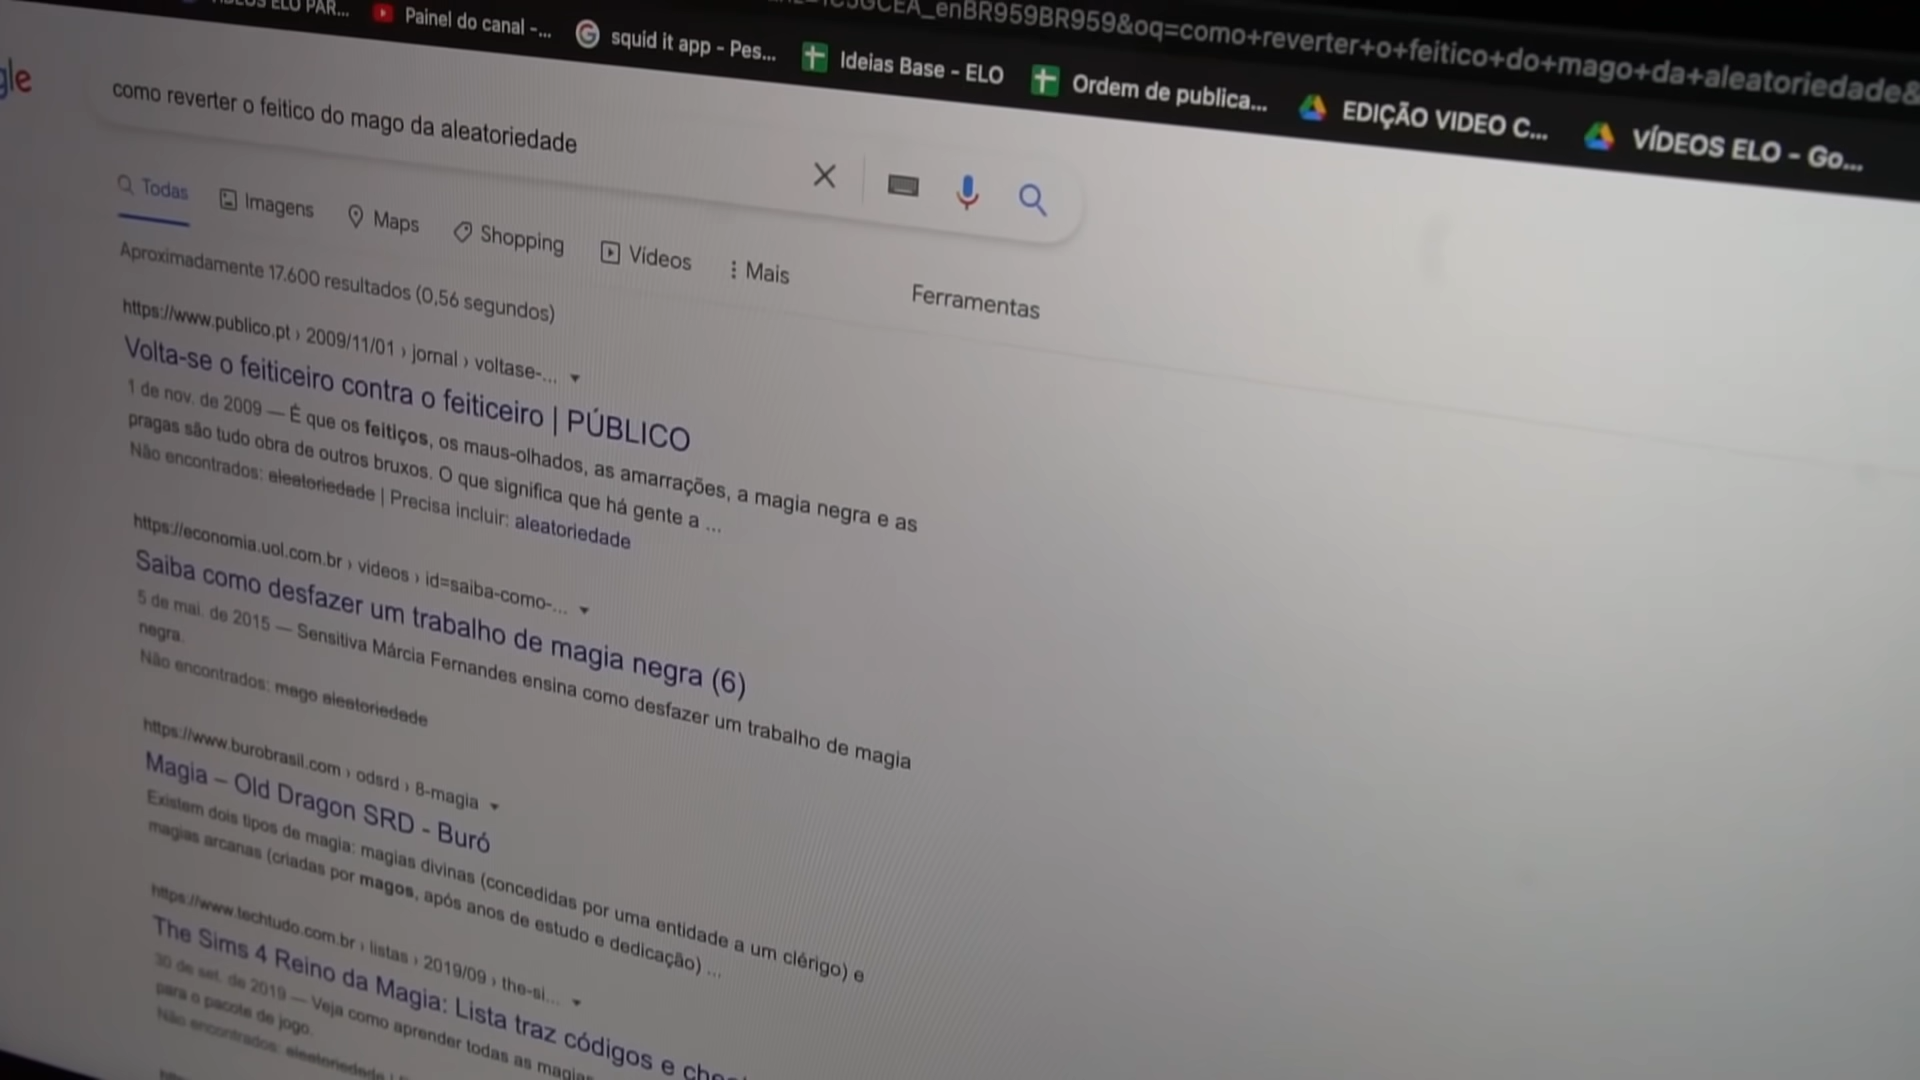 enBR959BR959&oq=como+reverter+o+feitico+do+mago+da+aleatoriedade&
Painel do canal -...
squid it app - Pes...
Ideias Base - ELO
Ordem de publica...
EDIÇÃO VIDEO C...
VÍDEOS ELO - Go...
gle
como reverter o feitico do mago da aleatoriedade
Todas
Imagens
Maps
Shopping
Vídeos
Mais
Ferramentas
Aproximadamente 17.600 resultados (0,56 segundos)
https://www.publico.pt › 2009/11/01 › jornal › voltase-...
Volta-se o feiticeiro contra o feiticeiro | PÚBLICO
1 de nov. de 2009 — É que os feitiços, os maus-olhados, as amarrações, a magia negra e as
pragas são tudo obra de outros bruxos. O que significa que há gente a ...
Não encontrados: aleatoriedade | Precisa incluir: aleatoriedade
https://economia.uol.com.br › videos › id=saiba-como-...
Saiba como desfazer um trabalho de magia negra (6)
5 de mai. de 2015 — Sensitiva Márcia Fernandes ensina como desfazer um trabalho de magia
negra.
Não encontrados: mago aleatoriedade
https://www.burobrasil.com › odsrd › 8-magia
Magia – Old Dragon SRD - Buró
Existem dois tipos de magia: magias divinas (concedidas por uma entidade a um clérigo) e
magias arcanas (criadas por magos, após anos de estudo e dedicação) ...
https://www.techtudo.com.br › listas › 2019/09 › the-si...
The Sims 4 Reino da Magia: Lista traz códigos e
30 de set. de 2019 — Veja como aprender todas as magias
para o pacote de jogo.
Não encontrados: aleatoriedade